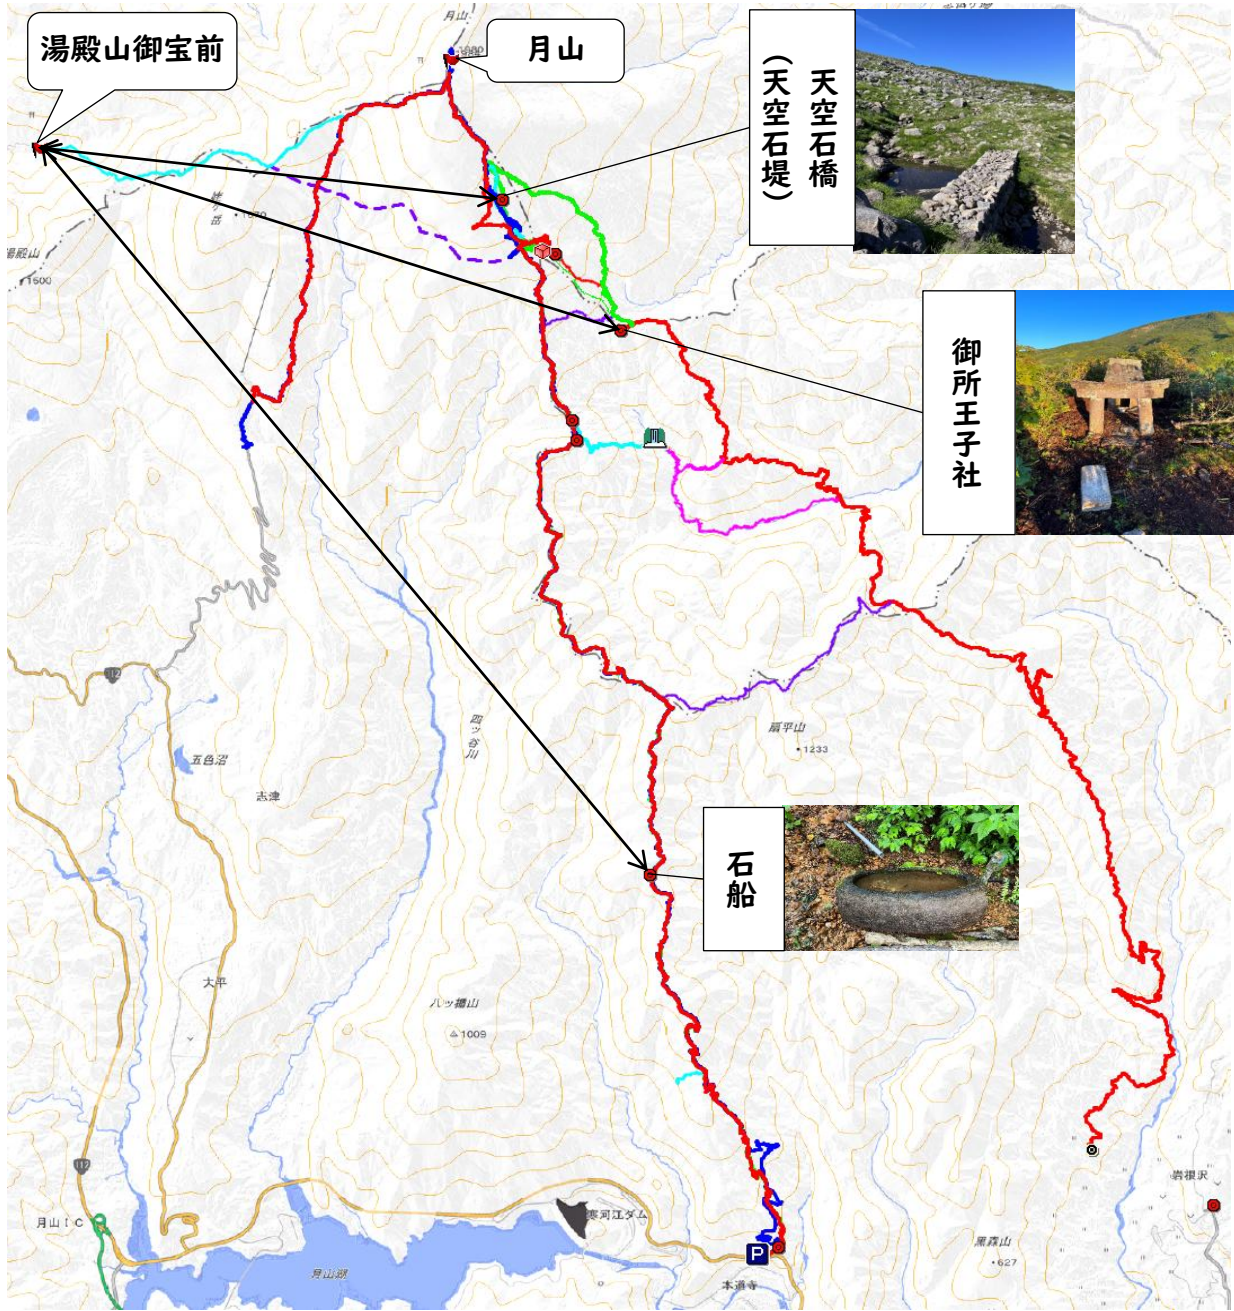 月山
湯殿山御宝前
月山
天空石橋
（天空石堤）
湯殿山
1500
御所王子社
112
四ッ谷川
扇平山
1233
五色沼
志津
石船
大平
1009
112
岩根沢
月山IC
寒河江ダム
月山湖
P
本道寺
黒森山
627